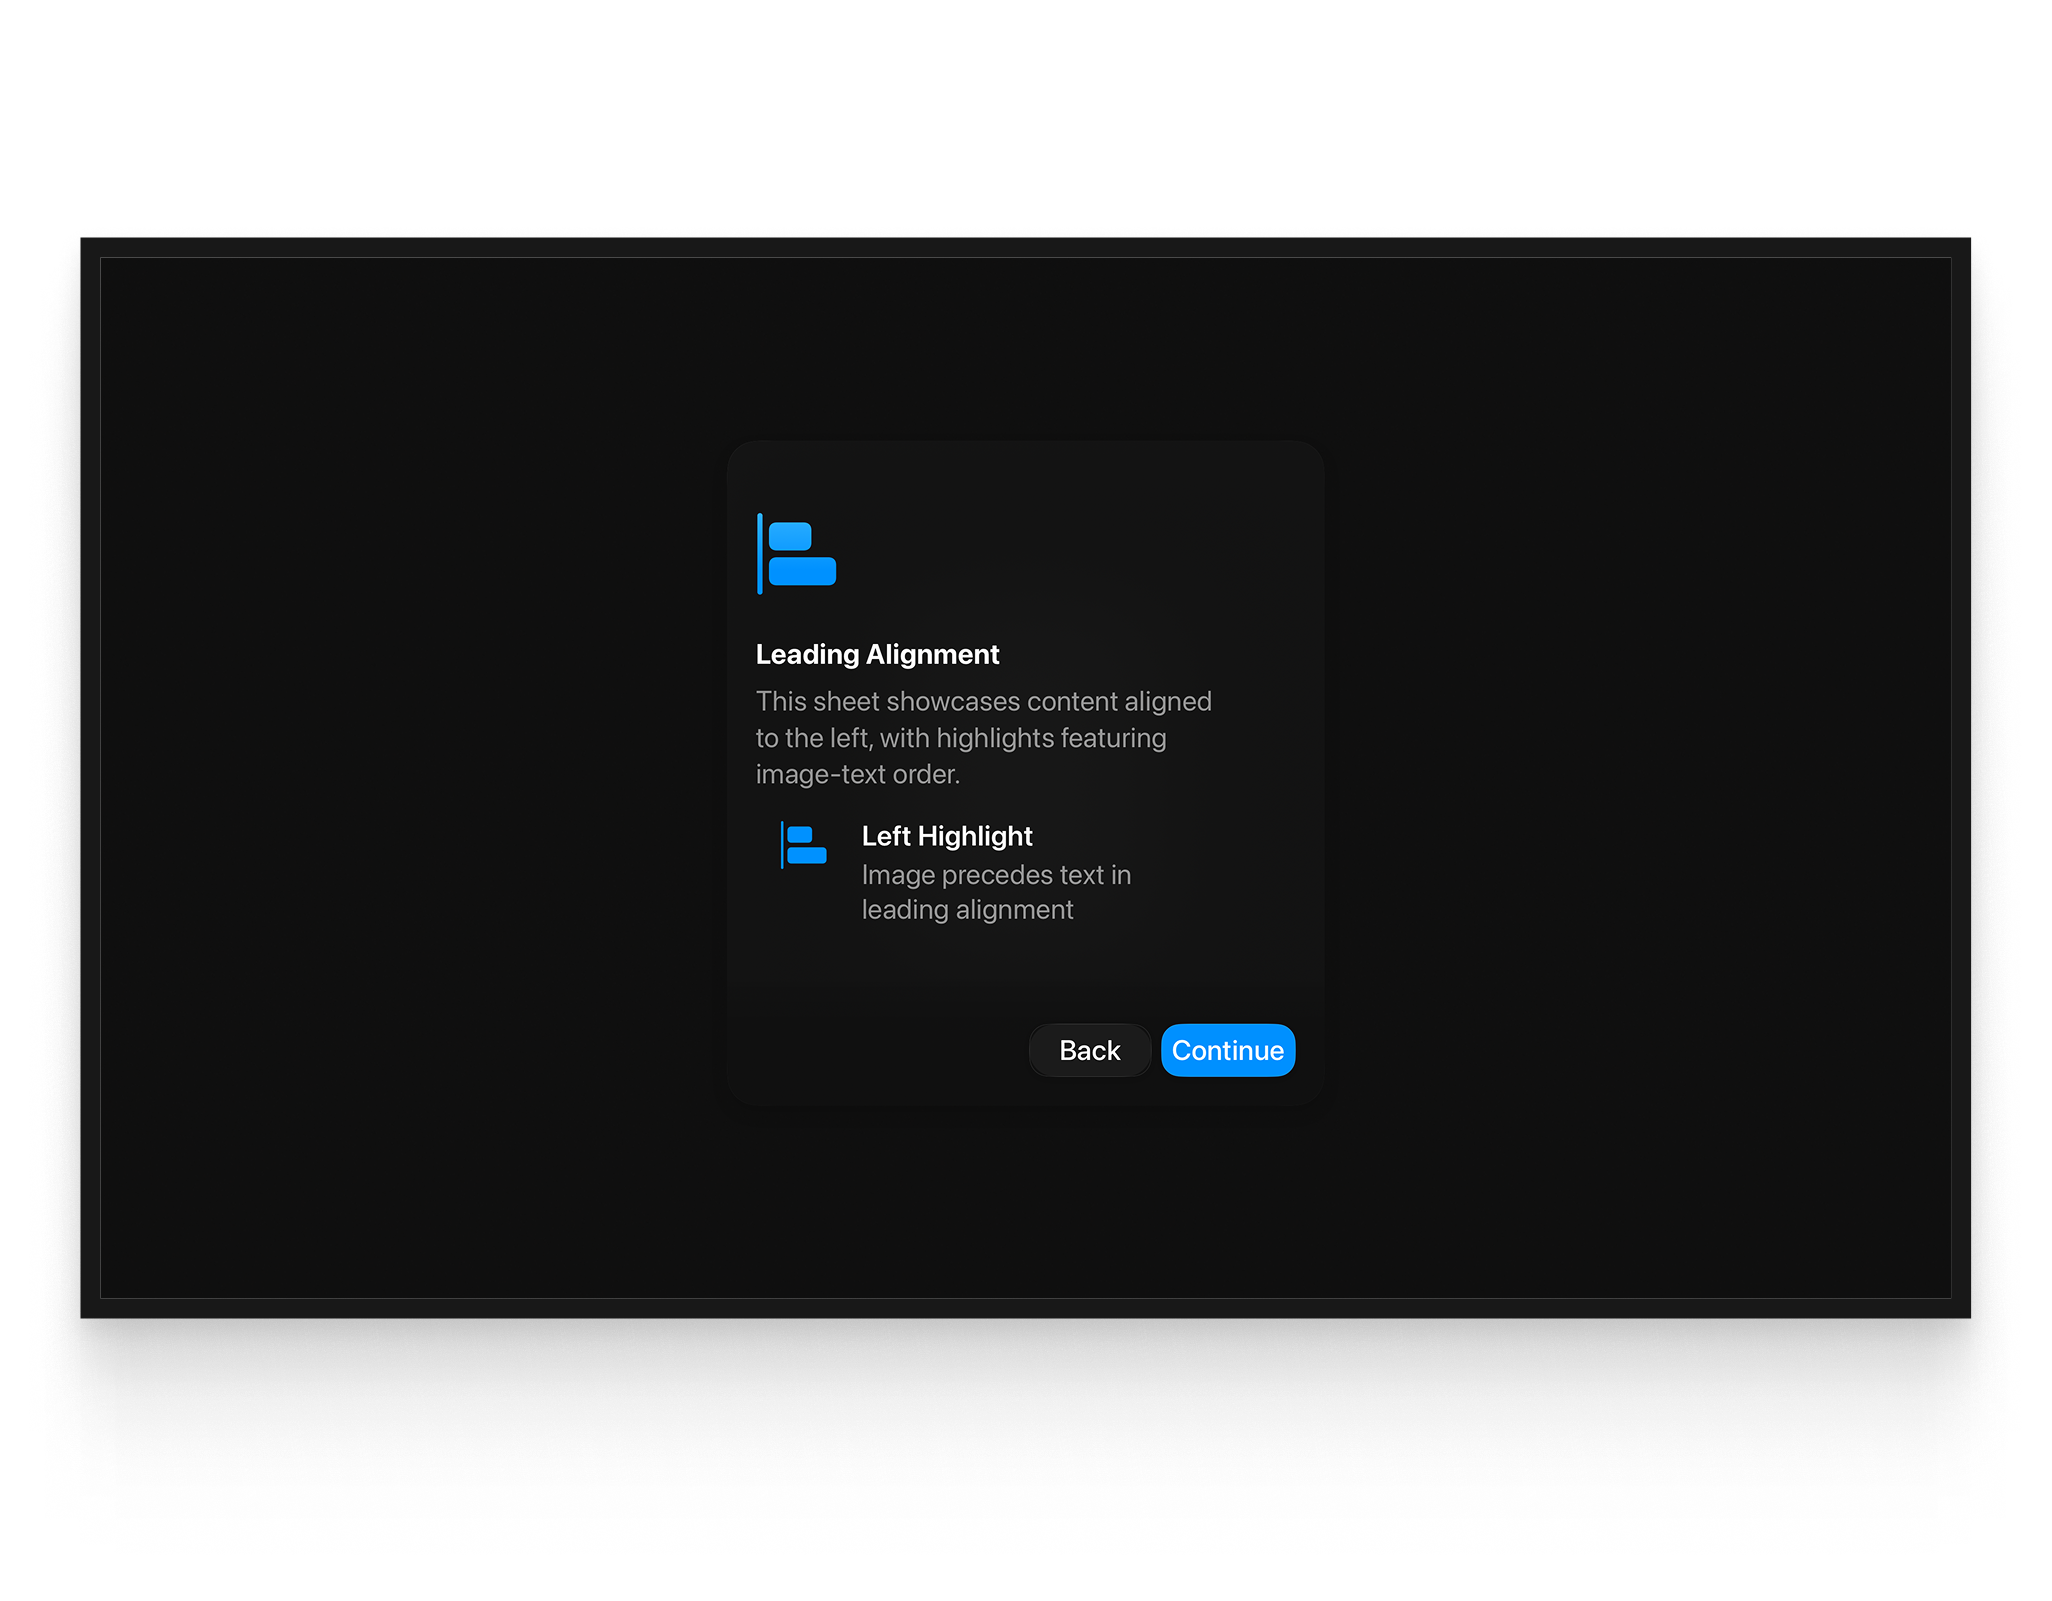 Leading Alignment
This sheet showcases content aligned
to the left, with highlights featuring
image-text order.
Left Highlight
Image precedes text in
leading alignment
Back
Continue